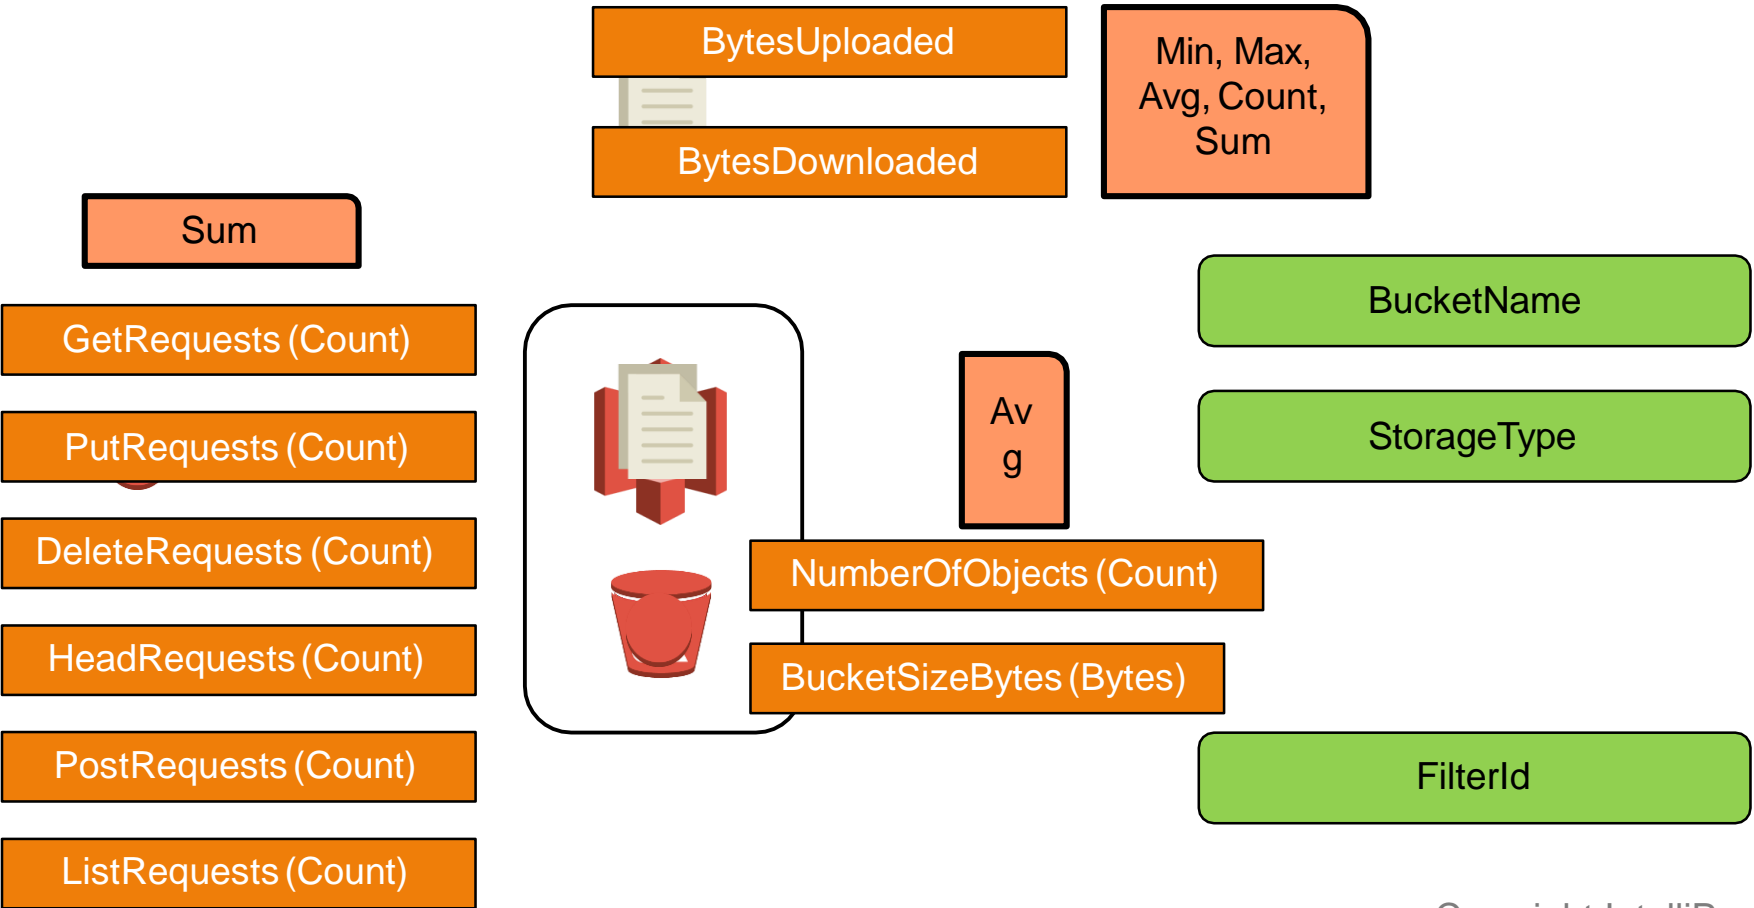 BytesUploaded
Min, Max,
Avg, Count,
Sum
BytesDownloaded
Sum
BucketName
GetRequests (Count)
Av
g
PutRequests (Count)
StorageType
DeleteRequests (Count)
NumberOfObjects (Count)
HeadRequests (Count)
BucketSizeBytes (Bytes)
PostRequests (Count)
FilterId
ListRequests (Count)